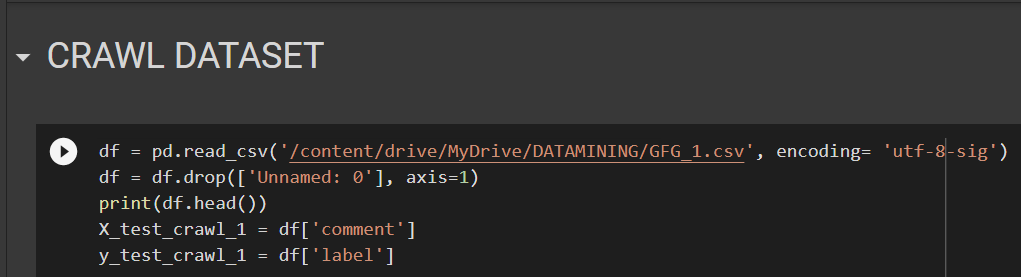 CRAWL DATASET
df = pd.read_csv('/content/drive/MyDrive/DATAMINING/GFG_1.csv', encoding= 'utf-8-sig')
df = df.drop(['Unnamed: 0'], axis=1)
print(df.head())
X_test_crawl_1 = df['comment']
y_test_crawl_1 = df['label']